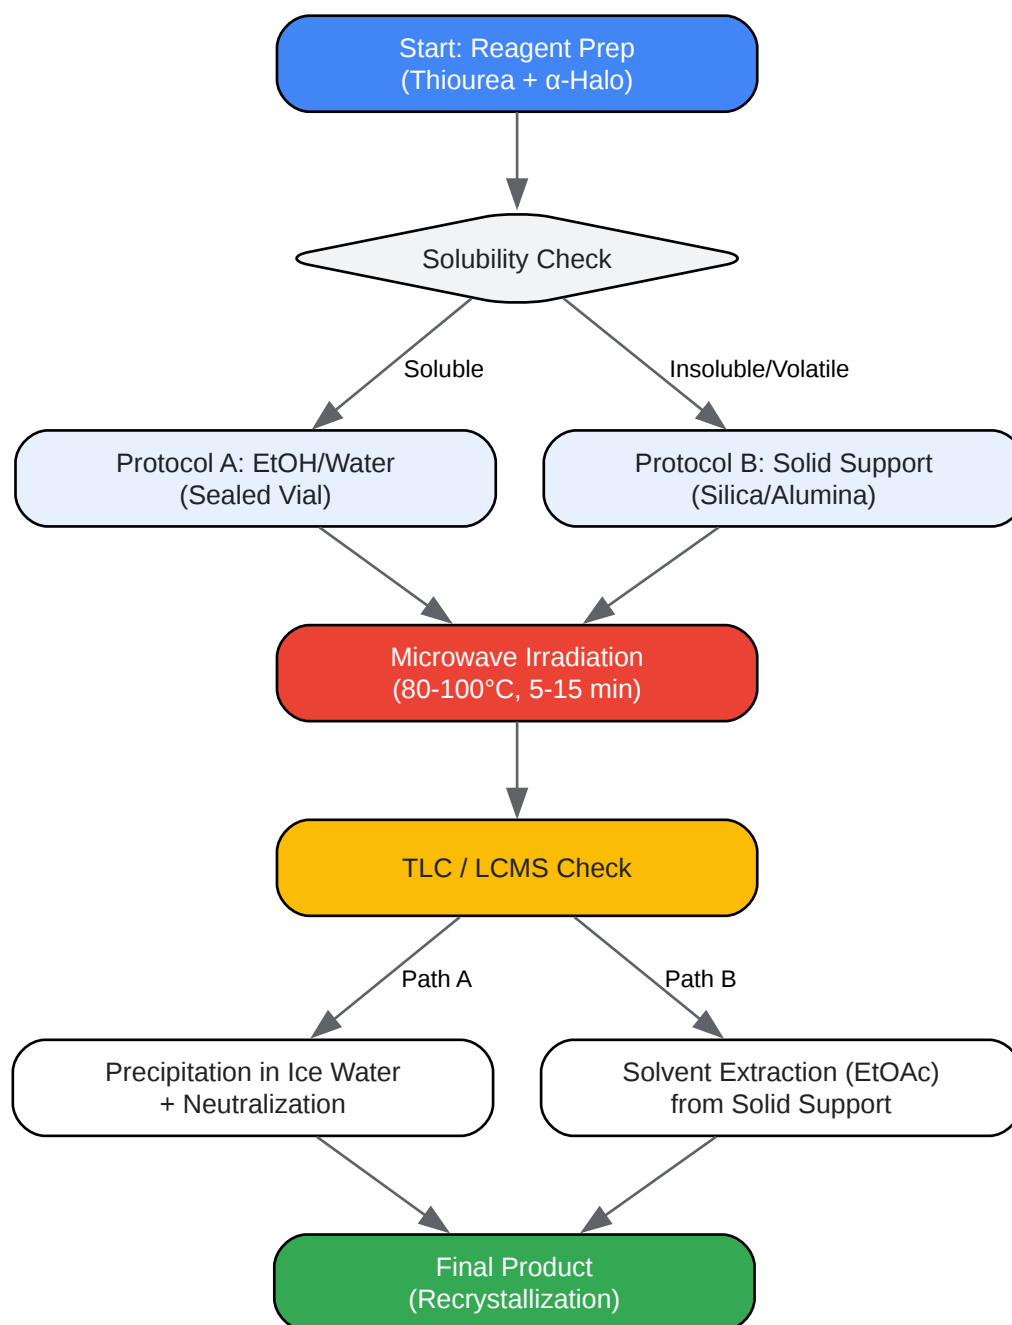 Start: Reagent Prep
(Thiourea + α-Halo)
Solubility Check
Soluble
Insoluble/Volatile
Protocol A: EtOH/Water
(Sealed Vial)
Protocol B: Solid Support
(Silica/Alumina)
Microwave Irradiation
(80-100°C, 5-15 min)
TLC / LCMS Check
Path A
Path B
Precipitation in Ice Water
+ Neutralization
Solvent Extraction (EtOAc)
from Solid Support
Final Product
(Recrystallization)